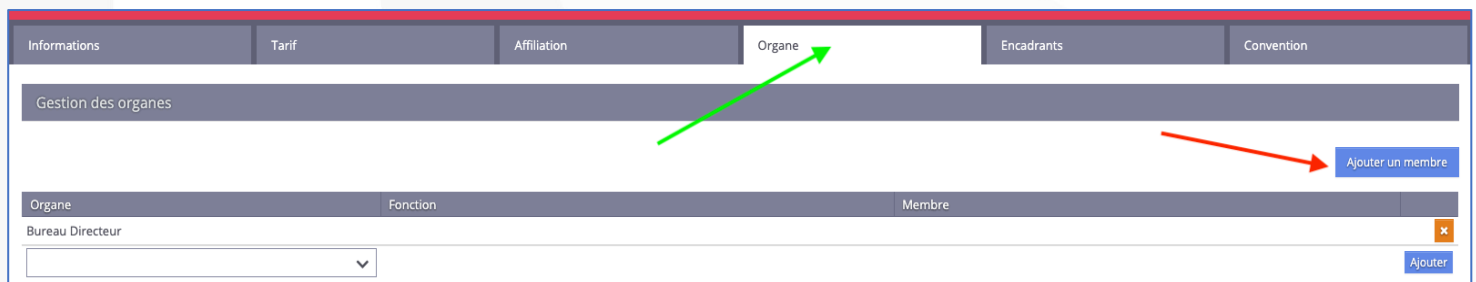 Informations Tarif Affiliation Organe Encadrants Convention
Gestion des organes
Ajouter un membre
Organe Fonction Membre
Bureau Directeur
Ajouter